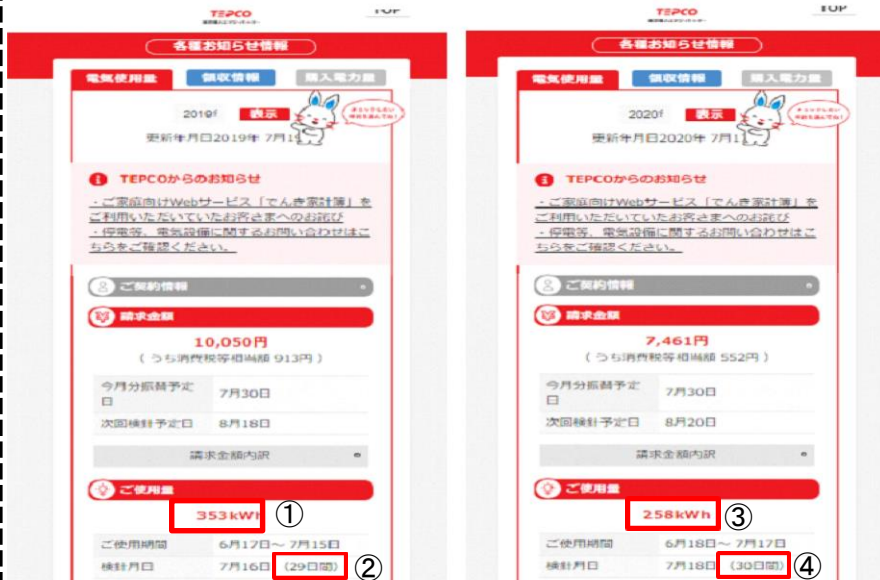 TEPCO
各種お知らせ情報
電気使用量
領収情報
購入電力量
表示
更新年月日2019年 7月1
TEPCOからのお知らせ
・ご家庭向けWebサービス「でんき家計簿」を
ご利用いただいていたお客さまへのお詫び
・停電等、電気設備に関するお問い合わせはこ
ちらをご確認ください。
ご契約情報
請求金額
10,050円
(うち消費税等相当額 913円)
今月分振替予定
日
7月30日
次回検針予定日 8月18日
請求金額内訳
ご使用量
353kWh ①
ご使用期間 6月17日～ 7月15日
検針月日 7月16日 (29日間) ②
TEPCO
TOP
各種お知らせ情報
電気使用量
領収情報
購入電力量
表示
更新年月日2020年 7月1
TEPCOからのお知らせ
・ご家庭向けWebサービス「でんき家計簿」を
ご利用いただいていたお客さまへのお詫び
・停電等、電気設備に関するお問い合わせはこ
ちらをご確認ください。
ご契約情報
請求金額
7,461円
(うち消費税等相当額 552円)
今月分振替予定
日
7月30日
次回検針予定日 8月20日
請求金額内訳
ご使用量
258kWh ③
ご使用期間 6月18日～ 7月17日
検針月日 7月18日 (30日間) ④